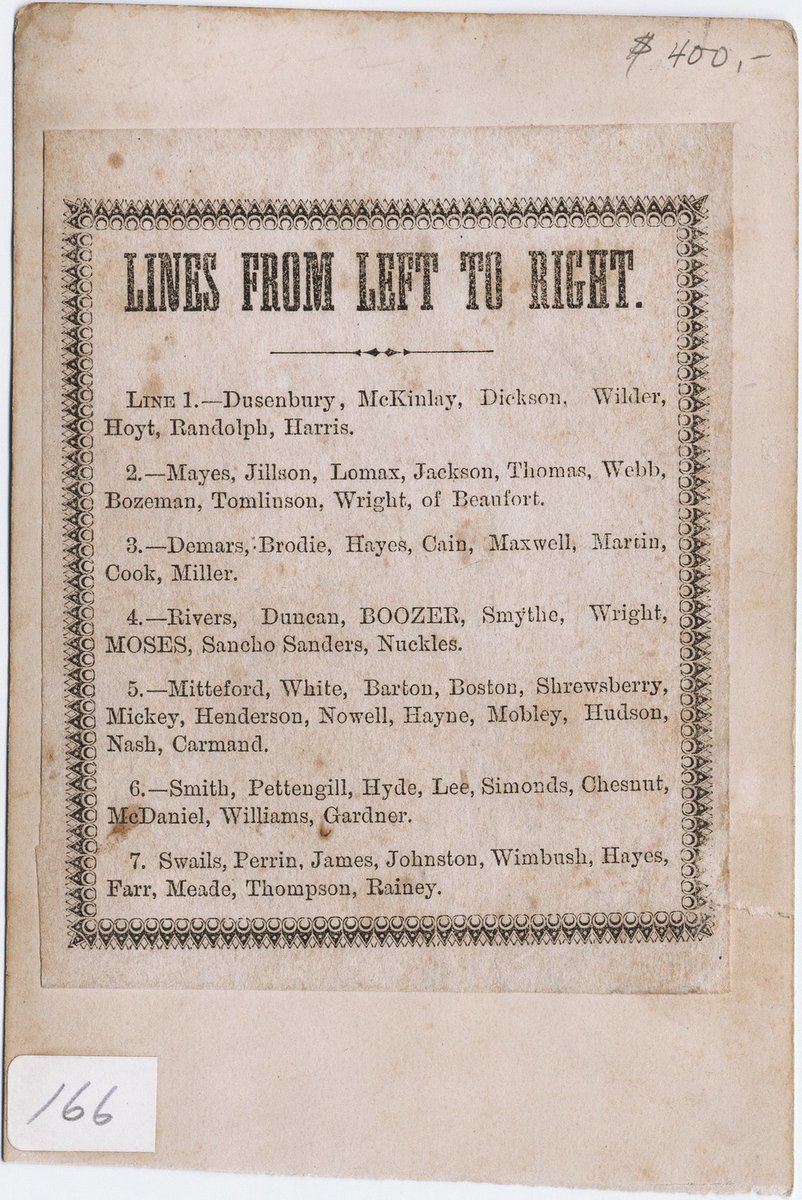 $ 400,-
LINES FROM LEFT TO RIGHT.
LINE 1.—Dusenbury, McKinlay, Dickson, Wilder,
Hoyt, Randolph, Harris.
2.—Mayes, Jillson, Lomax, Jackson, Thomas, Webb,
Bozeman, Tomlinson, Wright, of Beaufort.
3.—Demars, Brodie, Hayes, Cain, Maxwell, Martin,
Cook, Miller.
4.—Rivers, Duncan, BOOZER, Smythe, Wright,
MOSES, Sancho Sanders, Nuckles.
5.—Mitteford, White, Barton, Boston, Shrewsberry,
Mickey, Henderson, Nowell, Hayne, Mobley, Hudson,
Nash, Carmand.
6.—Smith, Pettengill, Hyde, Lee, Simonds, Chesnut,
McDaniel, Williams, Gardner.
7. Swails, Perrin, James, Johnston, Wimbush, Hayes,
Farr, Meade, Thompson, Rainey.
166